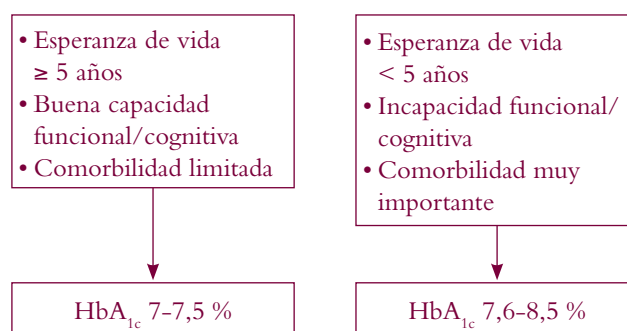 • Esperanza de vida
≥ 5 años
• Buena capacidad
funcional/cognitiva
• Comorbilidad limitada
HbA1c 7-7,5 %
• Esperanza de vida
< 5 años
• Incapacidad funcional/
cognitiva
• Comorbilidad muy
importante
HbA1c 7,6-8,5 %